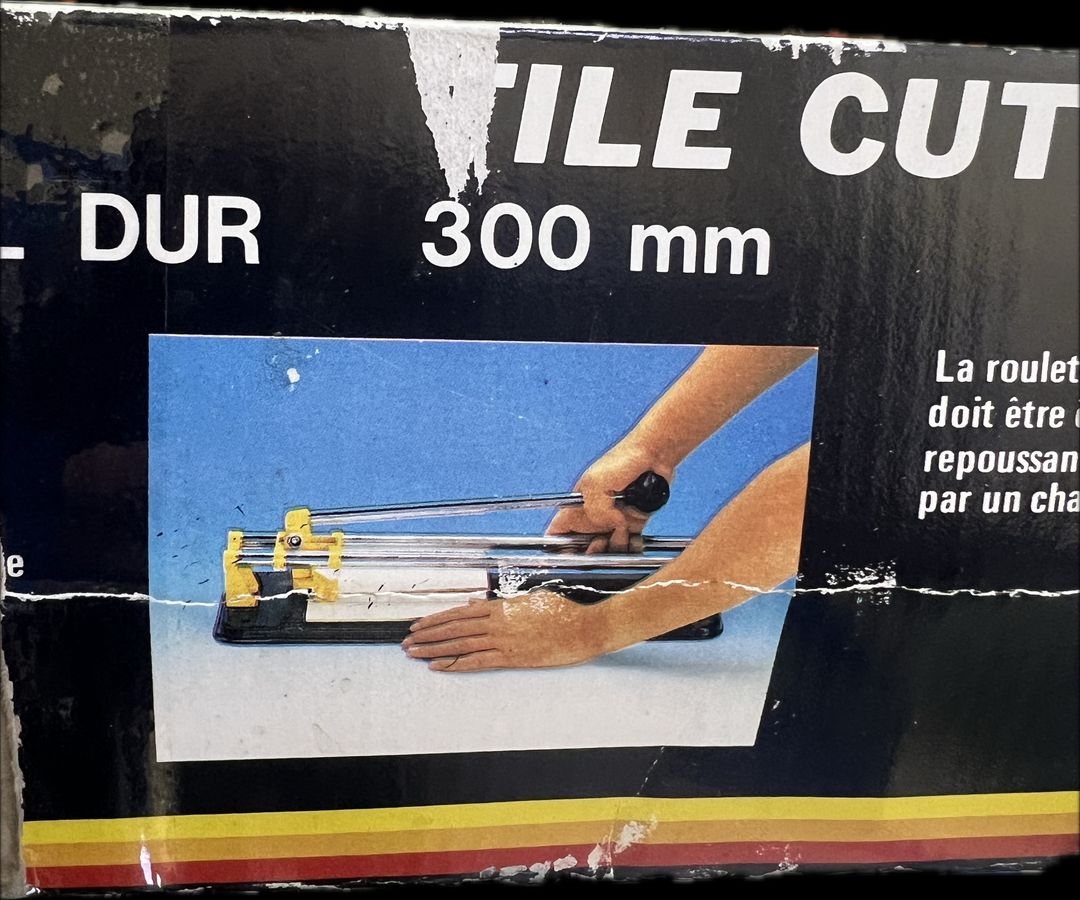 TILE CUT
DUR 300 mm
La roulet
doit être
repoussan
par un cha
e